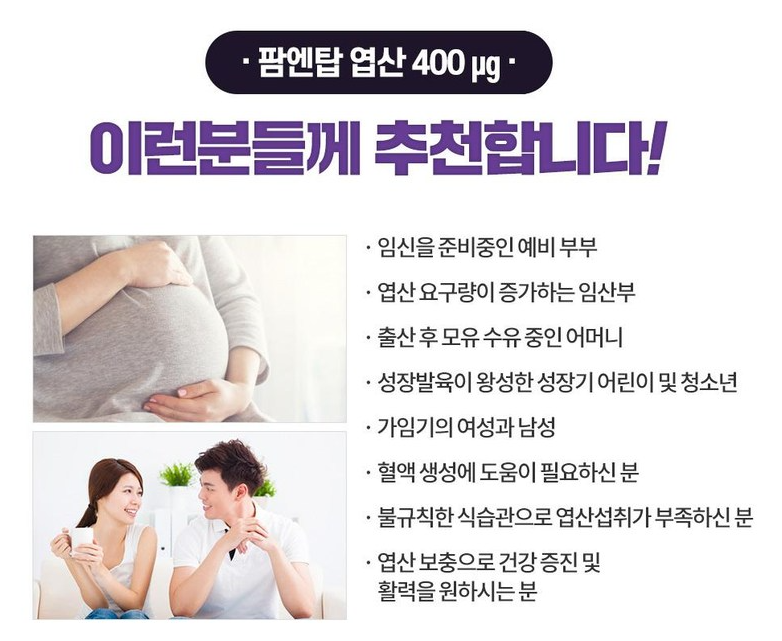 · 팜엔탑 엽산 400 μg ·
이런분들께 추천합니다!
· 임신을 준비중인 예비 부부
· 엽산 요구량이 증가하는 임산부
· 출산 후 모유 수유 중인 어머니
· 성장발육이 왕성한 성장기 어린이 및 청소년
· 가임기의 여성과 남성
· 혈액 생성에 도움이 필요하신 분
· 불규칙한 식습관으로 엽산섭취가 부족하신 분
· 엽산 보충으로 건강 증진 및
활력을 원하시는 분